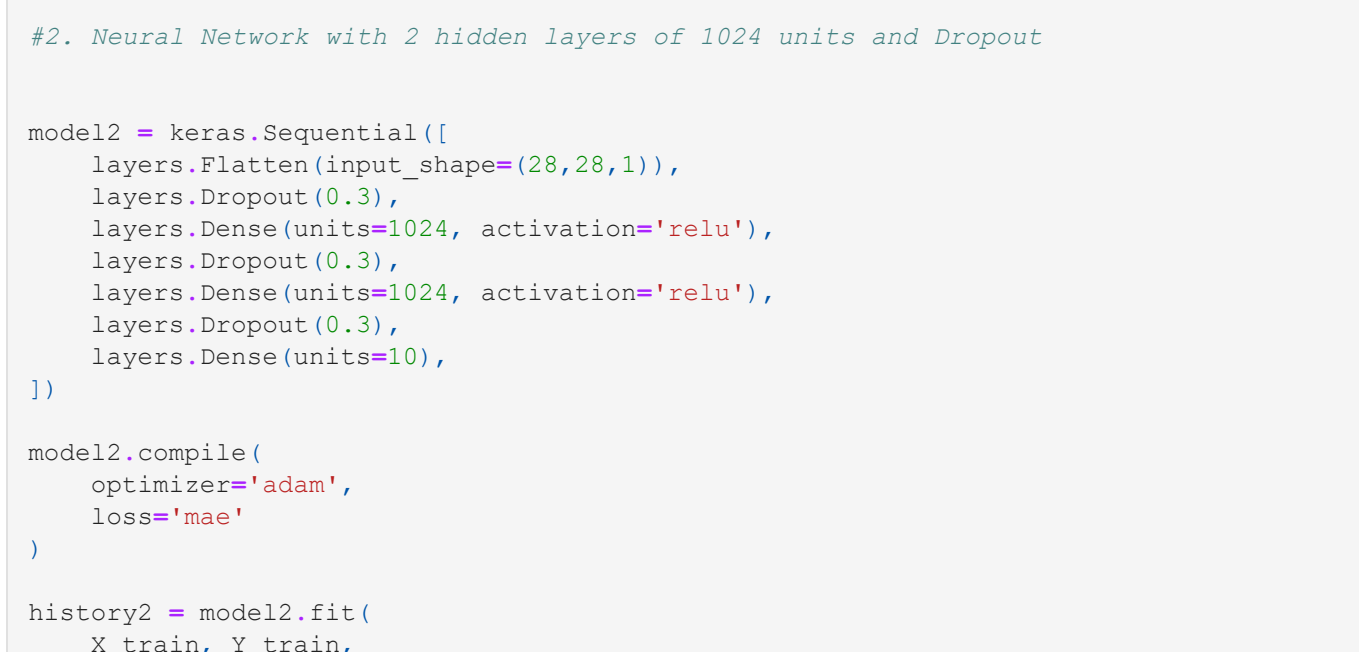 #2. Neural Network with 2 hidden layers of 1024 units and Dropout
model2 = keras.Sequential([
    layers.Flatten(input_shape=(28,28,1)),
    layers.Dropout(0.3),
    layers.Dense(units=1024, activation='relu'),
    layers.Dropout(0.3),
    layers.Dense(units=1024, activation='relu'),
    layers.Dropout(0.3),
    layers.Dense(units=10),
])
model2.compile(
    optimizer='adam',
    loss='mae'
)
history2 = model2.fit(
    X_train, Y_train,